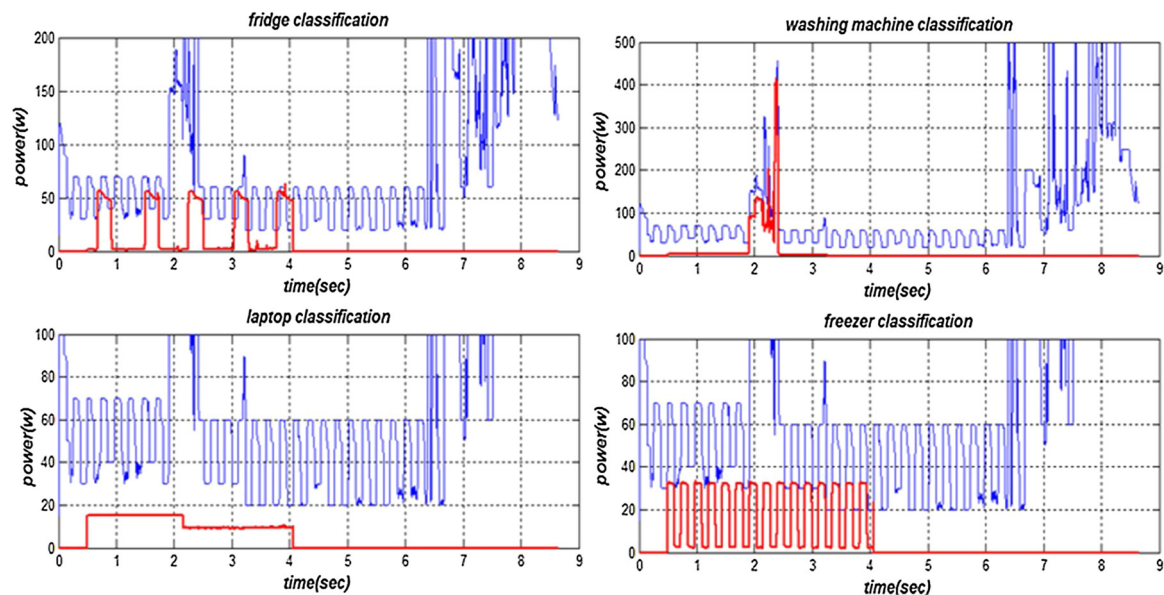 fridge classification
power(w)
200
150
100
50
0
0 1 2 3 4 5 6 7 8 9
time(sec)
washing machine classification
power(w)
500
400
300
200
100
0
0 1 2 3 4 5 6 7 8 9
time(sec)
laptop classification
power(w)
100
80
60
40
20
0
0 1 2 3 4 5 6 7 8 9
time(sec)
freezer classification
power(w)
100
80
60
40
20
0
0 1 2 3 4 5 6 7 8 9
time(sec)